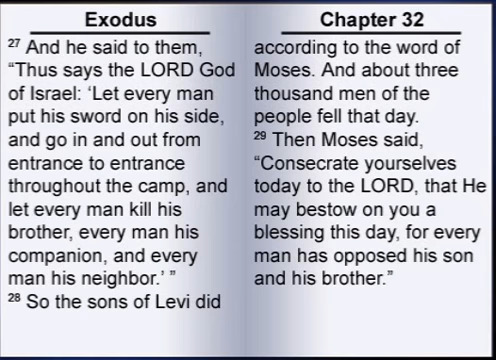 Exodus
27 And he said to them,
“Thus says the LORD God
of Israel: ‘Let every man
put his sword on his side,
and go in and out from
entrance to entrance
throughout the camp, and
let every man kill his
brother, every man his
companion, and every
man his neighbor.’ ”
28 So the sons of Levi did
Chapter 32
according to the word of
Moses. And about three
thousand men of the
people fell that day.
29 Then Moses said,
“Consecrate yourselves
today to the LORD, that He
may bestow on you a
blessing this day, for every
man has opposed his son
and his brother.”